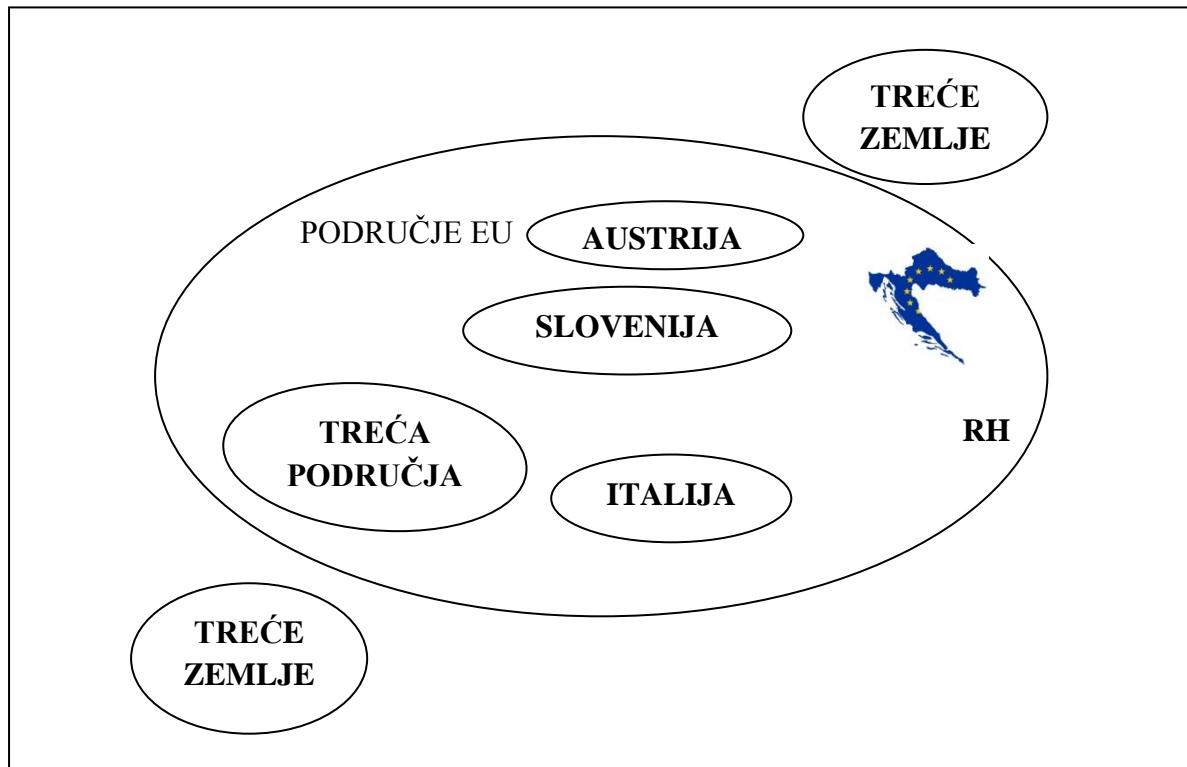 TREĆE
ZEMLJE
PODRUČJE EU
AUSTRIJA
SLOVENIJA
TREĆA
PODRUČJA
RH
ITALIJA
TREĆE
ZEMLJE